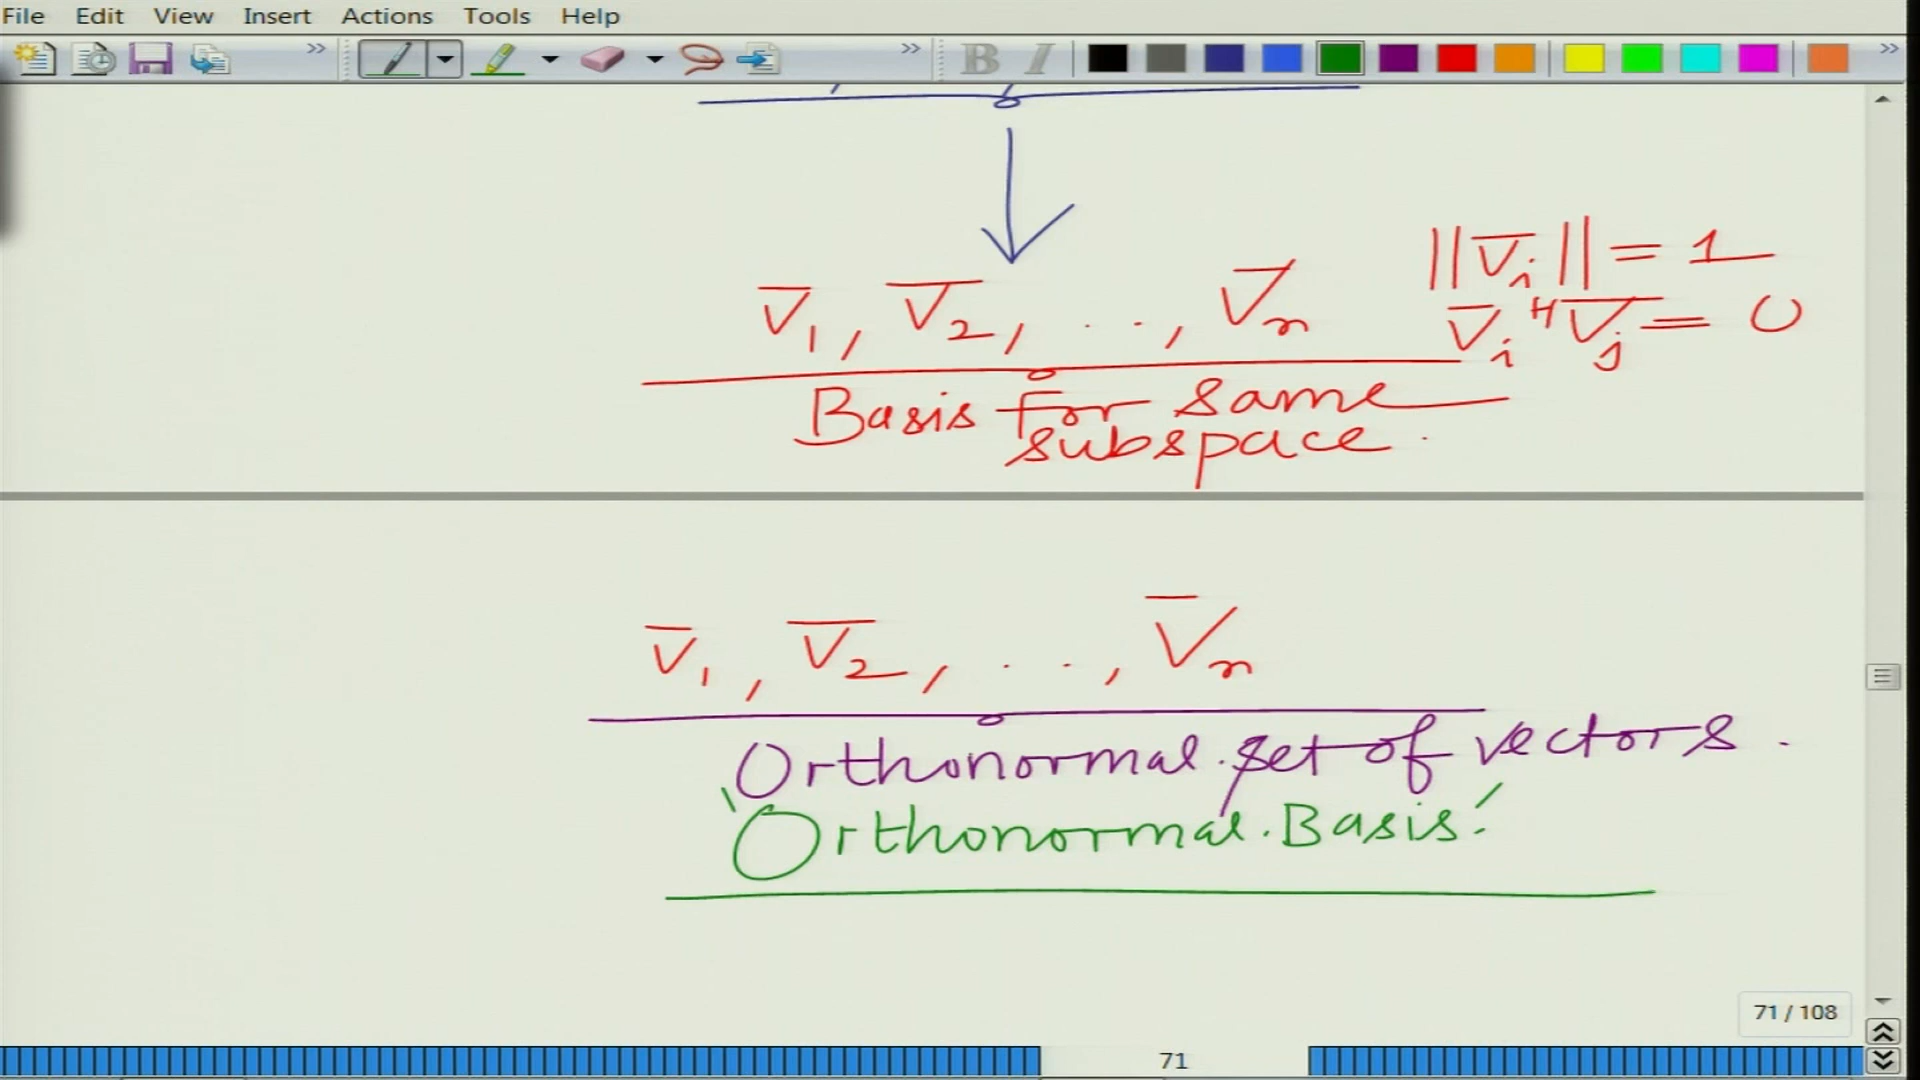 File Edit View Insert Actions Tools Help
B I
V̅₁, V̅₂, . . ., V̅ₙ
||V̅ᵢ|| = 1
V̅ᵢᴴ V̅ⱼ = 0
Basis for same
subspace.
V̅₁, V̅₂, . . ., V̅ₙ
Orthonormal set of vectors.
'Orthonormal Basis'
71 / 108
71